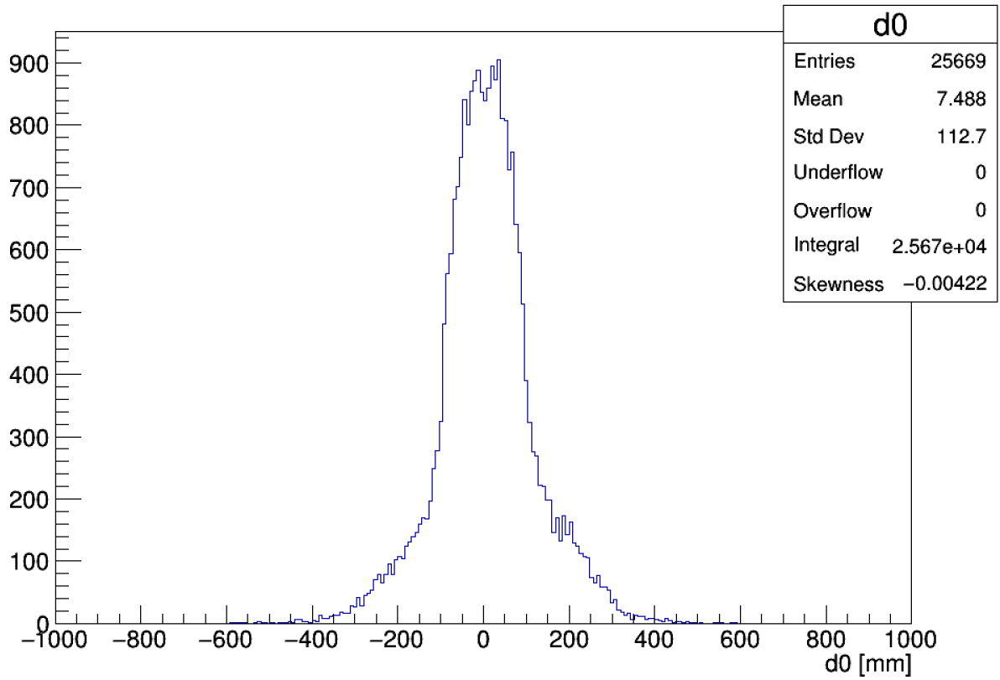 d0
Entries 25669
Mean 7.488
Std Dev 112.7
Underflow 0
Overflow 0
Integral 2.567e+04
Skewness −0.00422
900
800
700
600
500
400
300
200
100
0
−1000 −800 −600 −400 −200 0 200 400 600 800 1000
d0 [mm]